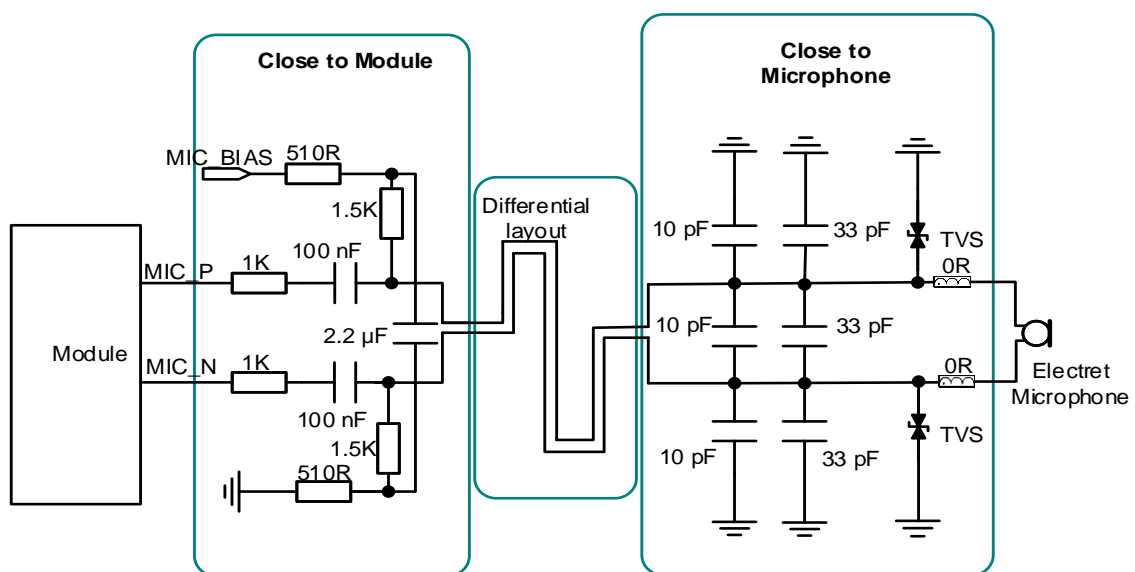 Close to Module
Close to
Microphone
MIC_BIAS
510R
1.5K
Differential
layout
10 pF
33 pF
TVS
100 nF
MIC_P
1K
0R
2.2 µF
10 pF
33 pF
Module
MIC_N
1K
0R
Electret
Microphone
100 nF
1.5K
TVS
10 pF
33 pF
510R